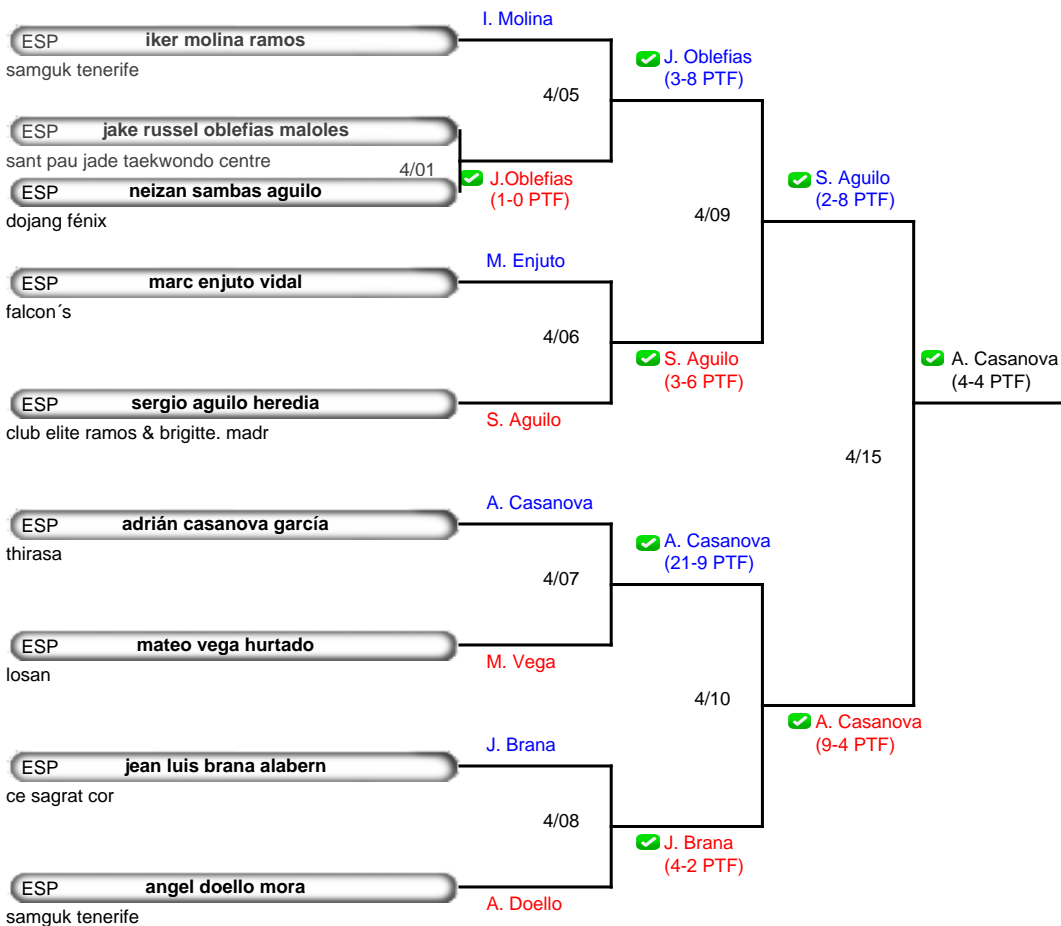 I. Molina
ESP iker molina ramos
samguk tenerife
4/05
J. Oblefias
(3-8 PTF)
ESP jake russel oblefias maloles
sant pau jade taekwondo centre
4/01
J.Oblefias
(1-0 PTF)
ESP neizan sambas aguilo
dojang fénix
4/09
S. Aguilo
(2-8 PTF)
M. Enjuto
ESP marc enjuto vidal
falcon´s
4/06
S. Aguilo
(3-6 PTF)
ESP sergio aguilo heredia
club elite ramos & brigitte. madr
S. Aguilo
A. Casanova
(4-4 PTF)
4/15
A. Casanova
ESP adrián casanova garcía
thirasa
4/07
A. Casanova
(21-9 PTF)
ESP mateo vega hurtado
losan
M. Vega
4/10
A. Casanova
(9-4 PTF)
J. Brana
ESP jean luis brana alabern
ce sagrat cor
4/08
J. Brana
(4-2 PTF)
ESP angel doello mora
samguk tenerife
A. Doello